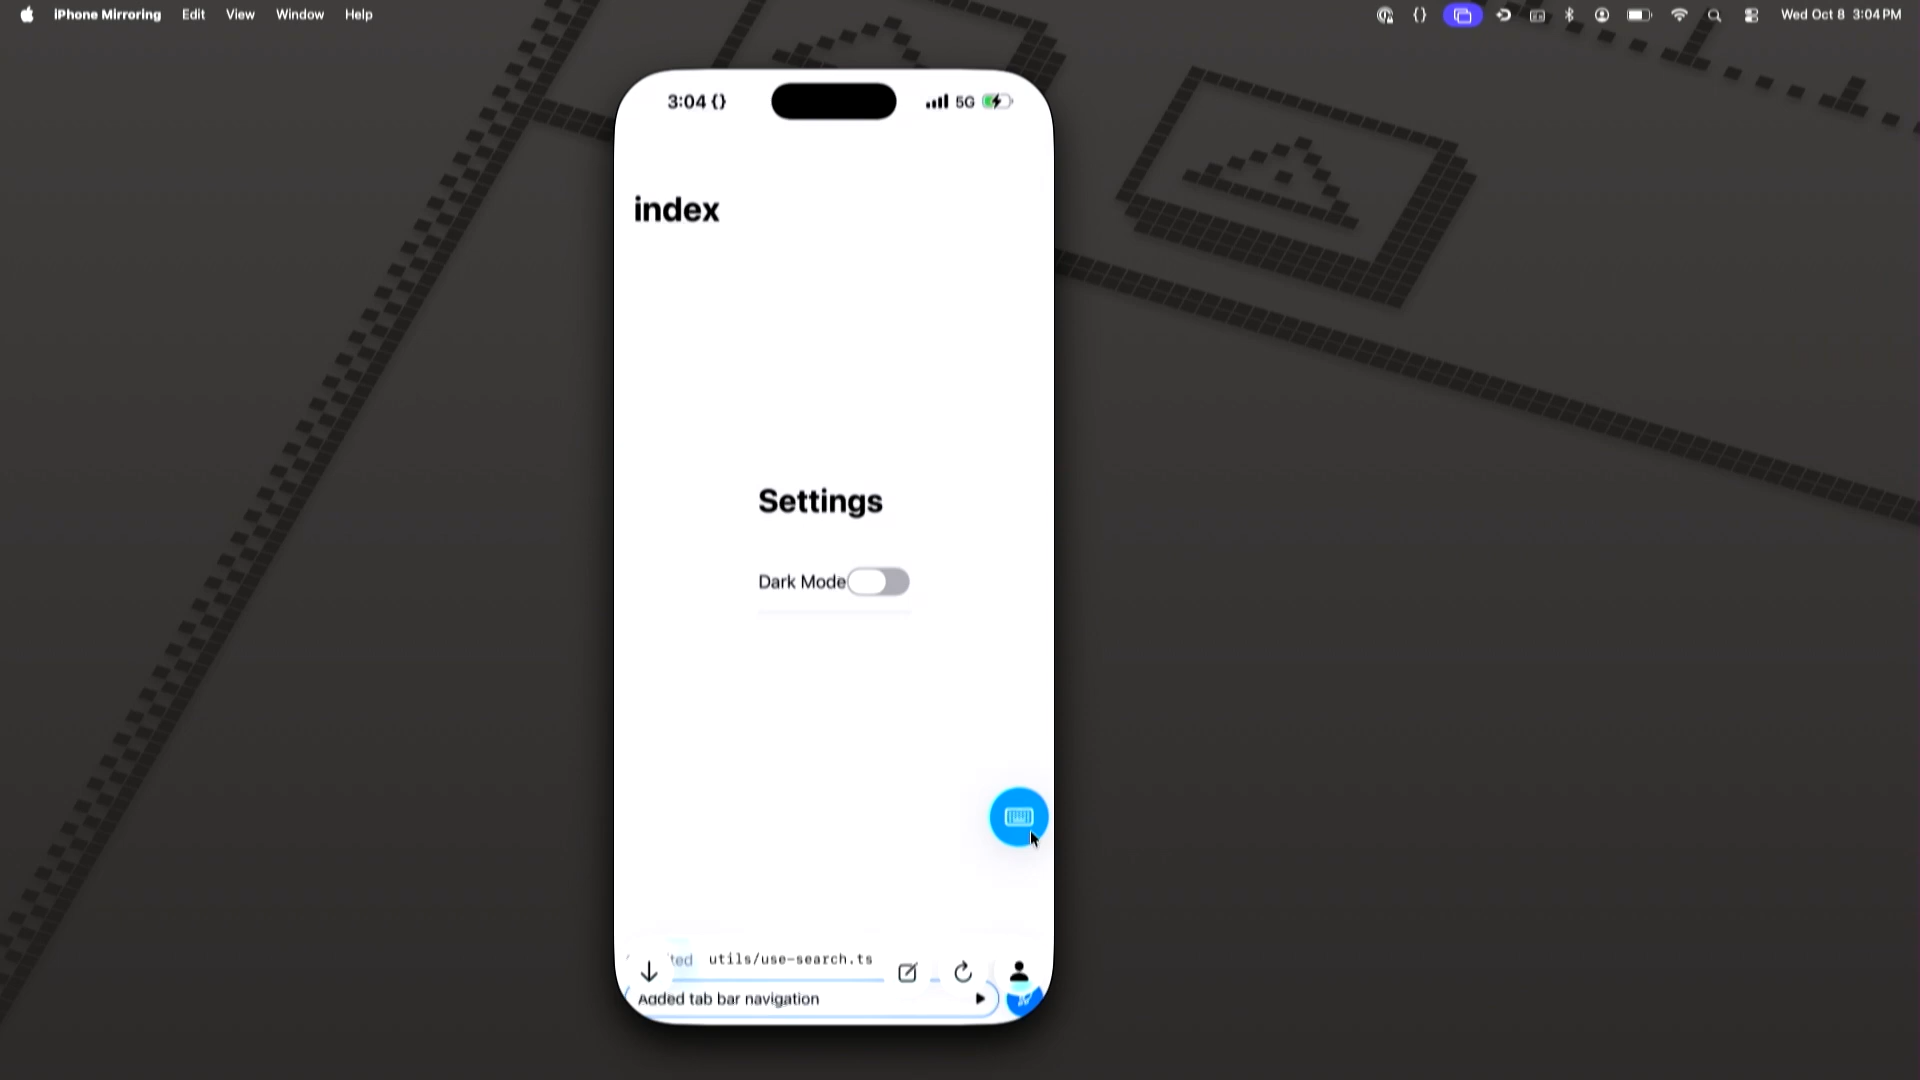 iPhone Mirroring Edit View Window Help
Wed Oct 8 3:04 PM
3:04 {} 5G
index
Settings
Dark Mode
ted utils/use-search.ts
Added tab bar navigation